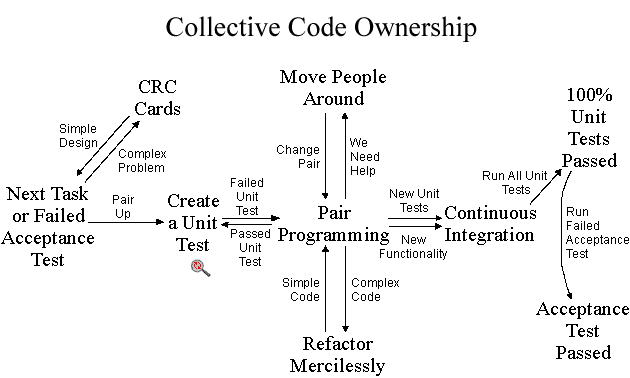 Collective Code Ownership
CRC
Cards
Move People
Around
100%
Unit
Tests
Passed
Simple
Design
Complex
Problem
Change
Pair
We
Need
Help
Next Task
or Failed
Acceptance
Test
Pair
Up
Create
a Unit
Test
Failed
Unit
Test
Passed
Unit
Test
Pair
Programming
New Unit
Tests
New
Functionality
Continuous
Integration
Run All Unit
Tests
Run
Failed
Acceptance
Test
Simple
Code
Complex
Code
Refactor
Mercilessly
Acceptance
Test
Passed